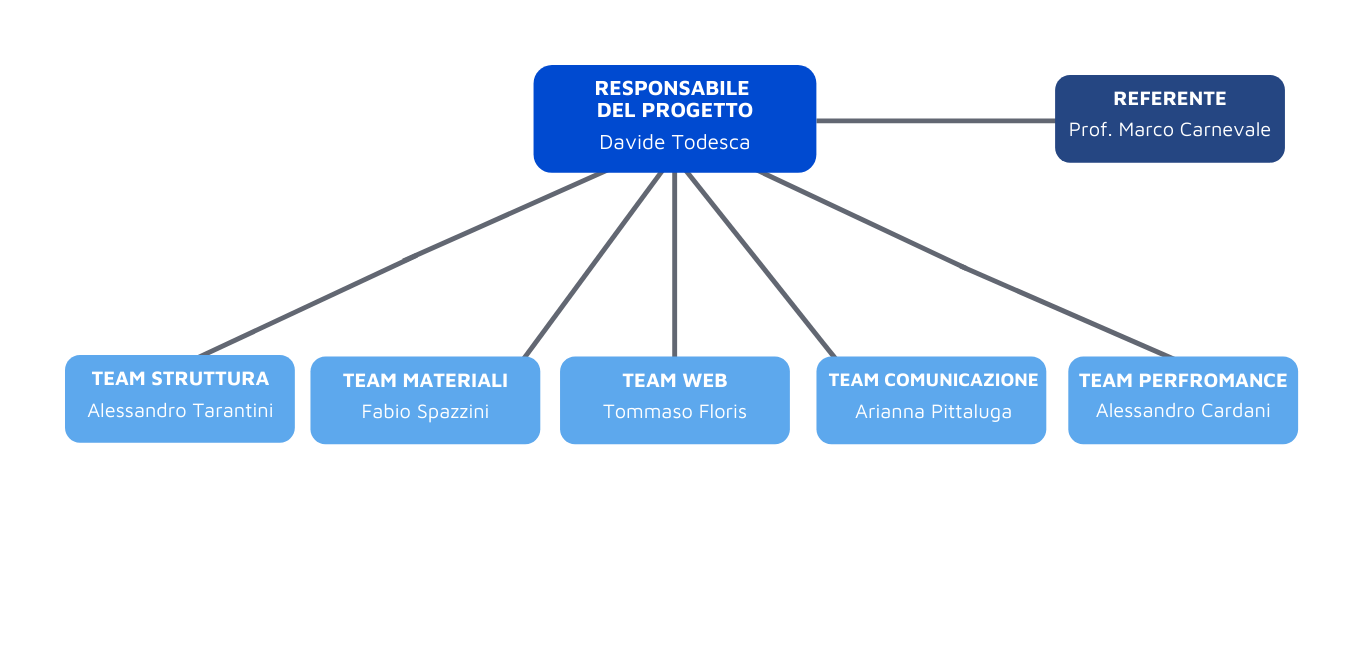 RESPONSABILE
DEL PROGETTO
Davide Todesca
REFERENTE
Prof. Marco Carnevale
TEAM STRUTTURA
Alessandro Tarantini
TEAM MATERIALI
Fabio Spazzini
TEAM WEB
Tommaso Floris
TEAM COMUNICAZIONE
Arianna Pittaluga
TEAM PERFROMANCE
Alessandro Cardani